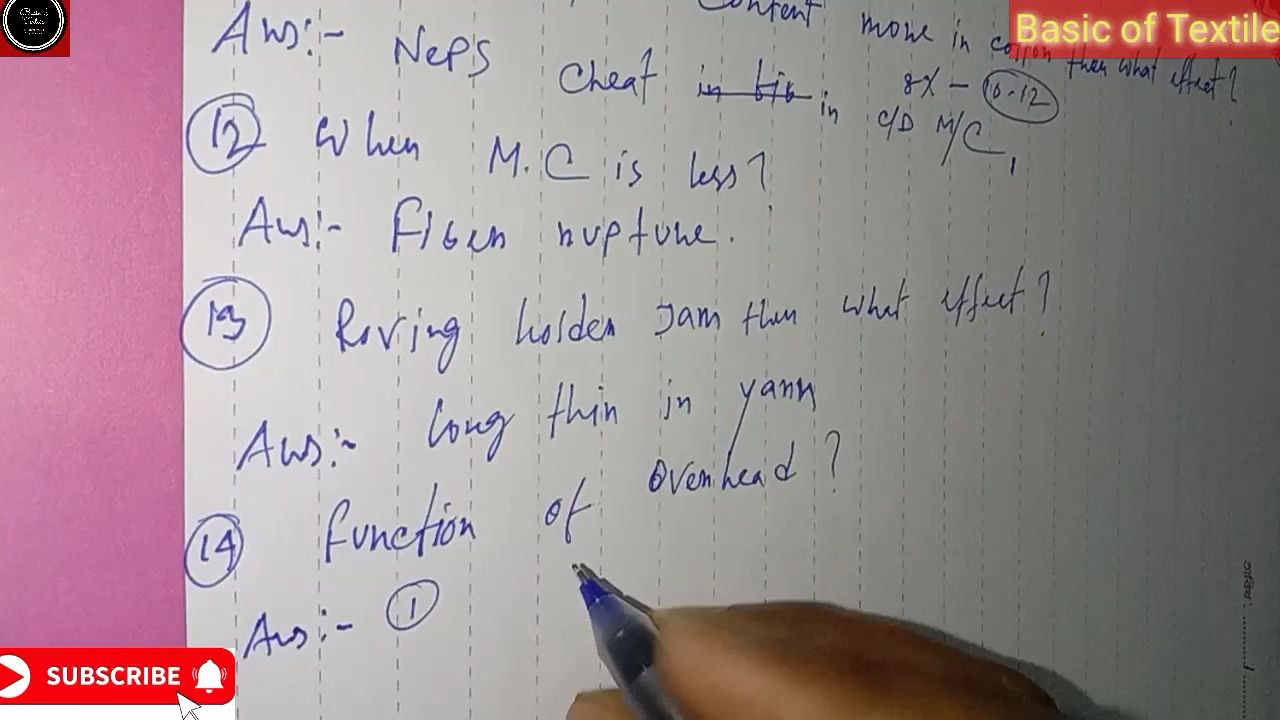 Basic of Textile
Content more in cotton then what effect?
Ans:- NePS cheat in in C/D M/C,
8% - 10-12
12 When M.C is less?
Ans:- Fiber rupture.
13 Roving holder Jam then what effect?
Ans:- Long thin in yarn
14 Function of overhead?
Ans:- 1
SUBSCRIBE